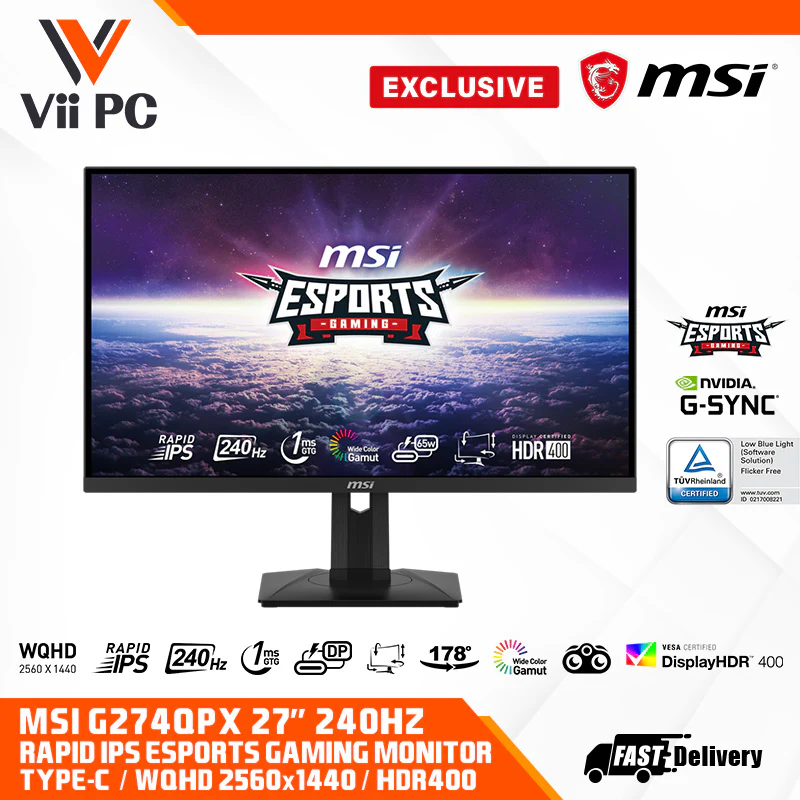 Vii PC
EXCLUSIVE
msi
msi
ESPORTS
GAMING
msi
ESPORTS
GAMING
NVIDIA.
G-SYNC
TÜVRheinland
CERTIFIED
Low Blue Light
(Software
Solution)
Flicker Free
www.tuv.com
ID 0217008221
RAPID
IPS
240Hz
1ms
GTG
Wide Color
Gamut
65w
DISPLAY CERTIFIED
HDR 400
msi
WQHD
2560 X 1440
RAPID
IPS
240Hz
1ms
GTG
DP
178°
Wide Color
Gamut
VESA CERTIFIED
DisplayHDR™ 400
MSI G274QPX 27” 240HZ
RAPID IPS ESPORTS GAMING MONITOR
TYPE-C / WQHD 2560x1440 / HDR400
FAST Delivery